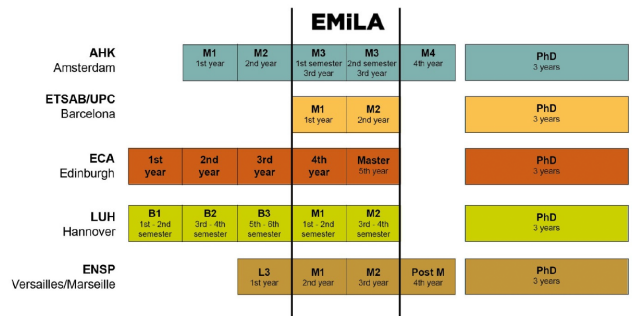 EMiLA
AHK
Amsterdam
M1
1st year
M2
2nd year
M3
1st semester
3rd year
M3
2nd semester
3rd year
M4
4th year
PhD
3 years
ETSAB/UPC
Barcelona
M1
1st year
M2
2nd year
PhD
3 years
ECA
Edinburgh
1st
year
2nd
year
3rd
year
4th
year
Master
5th year
PhD
3 years
LUH
Hannover
B1
1st - 2nd
semester
B2
3rd - 4th
semester
B3
5th - 6th
semester
M1
1st - 2nd
semester
M2
3rd - 4th
semester
PhD
3 years
ENSP
Versailles/Marseille
L3
1st year
M1
2nd year
M2
3rd year
Post M
4th year
PhD
3 years